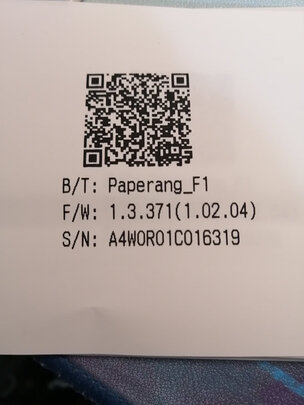 B/T: Paperang_F1
F/W: 1.3.371(1.02.04)
S/N: A4WOR01C016319